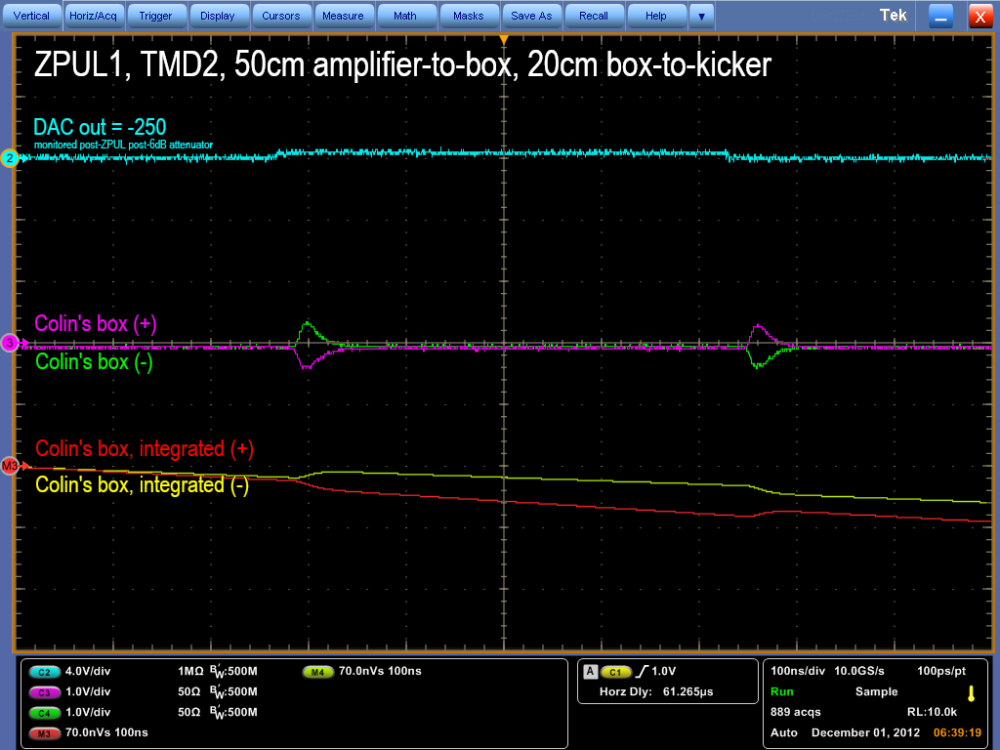 Vertical Horiz/Acq Trigger Display Cursors Measure Math Masks Save As Recall Help Tek X
ZPUL1, TMD2, 50cm amplifier-to-box, 20cm box-to-kicker
DAC out = -250
monitored post-ZPUL post-6dB attenuator
2
Colin's box (+)
3
Colin's box (-)
Colin's box, integrated (+)
M3
Colin's box, integrated (-)
C2 4.0V/div 1MΩ BW:500M
C3 1.0V/div 50Ω BW:500M
C4 1.0V/div 50Ω BW:500M
M3 70.0nVs 100ns
M4 70.0nVs 100ns
A C1 1.0V
Horz Dly: 61.265µs
100ns/div 10.0GS/s 100ps/pt
Run Sample
889 acqs RL:10.0k
Auto December 01, 2012 06:39:19